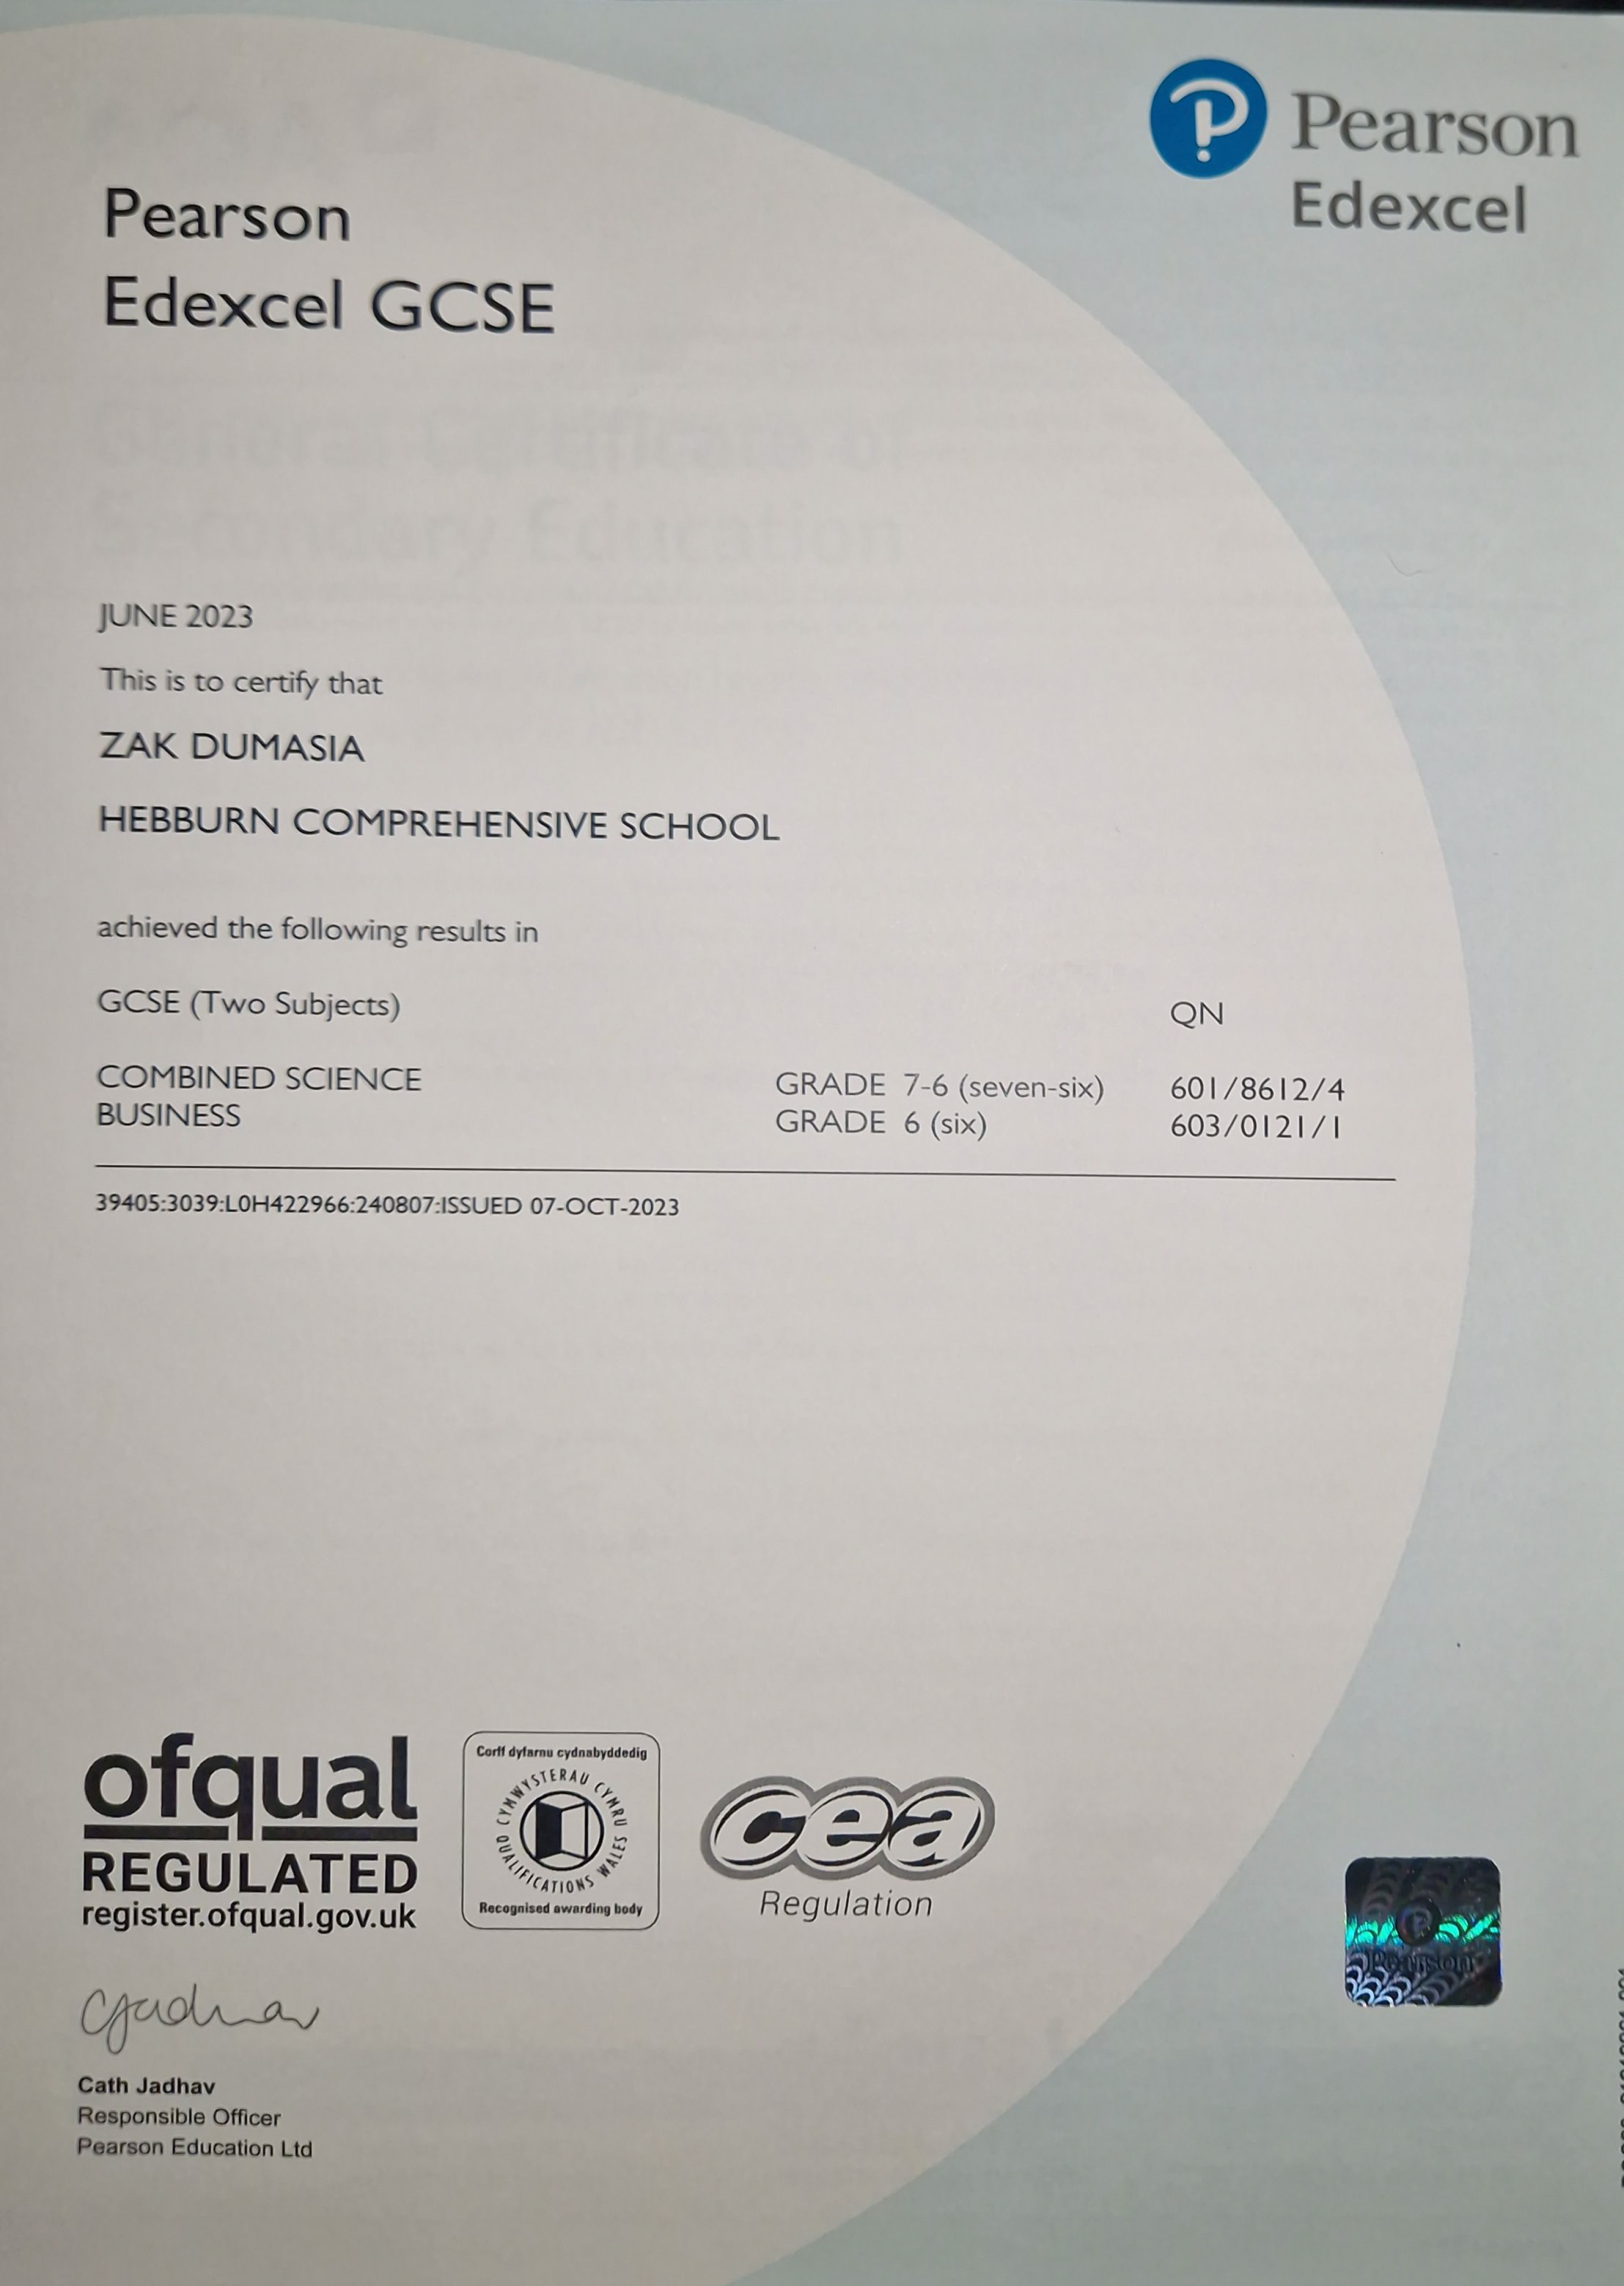 Pearson
Edexcel
Pearson
Edexcel GCSE
General Certificate of
Secondary Education
JUNE 2023
This is to certify that
ZAK DUMASIA
HEBBURN COMPREHENSIVE SCHOOL
achieved the following results in
GCSE (Two Subjects) QN
COMBINED SCIENCE GRADE 7-6 (seven-six) 601/8612/4
BUSINESS GRADE 6 (six) 603/0121/1
39405:3039:L0H422966:240807:ISSUED 07-OCT-2023
ofqual
REGULATED
register.ofqual.gov.uk
Corff dyfarnu cydnabyddedig
CYMWYSTERAU CYMRU
QUALIFICATIONS WALES
Recognised awarding body
cea
Regulation
Pearson
CJadhav
Cath Jadhav
Responsible Officer
Pearson Education Ltd